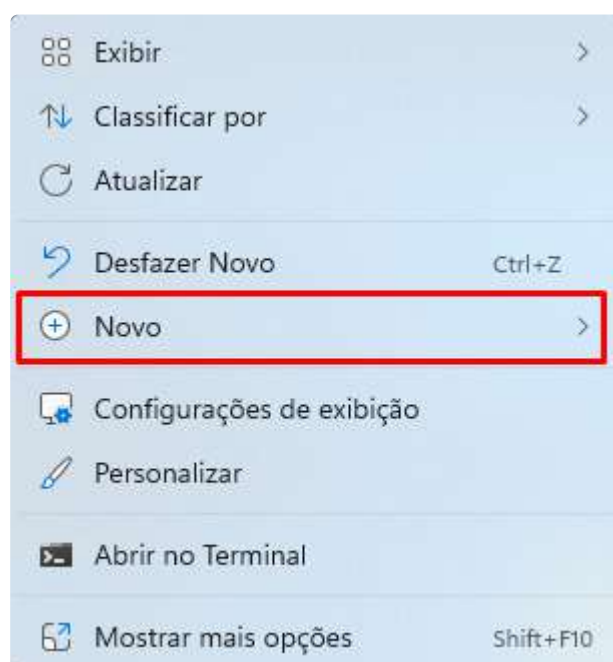 Exibir
Classificar por
Atualizar
Desfazer Novo Ctrl+Z
Novo
Configurações de exibição
Personalizar
Abrir no Terminal
Mostrar mais opções Shift+F10